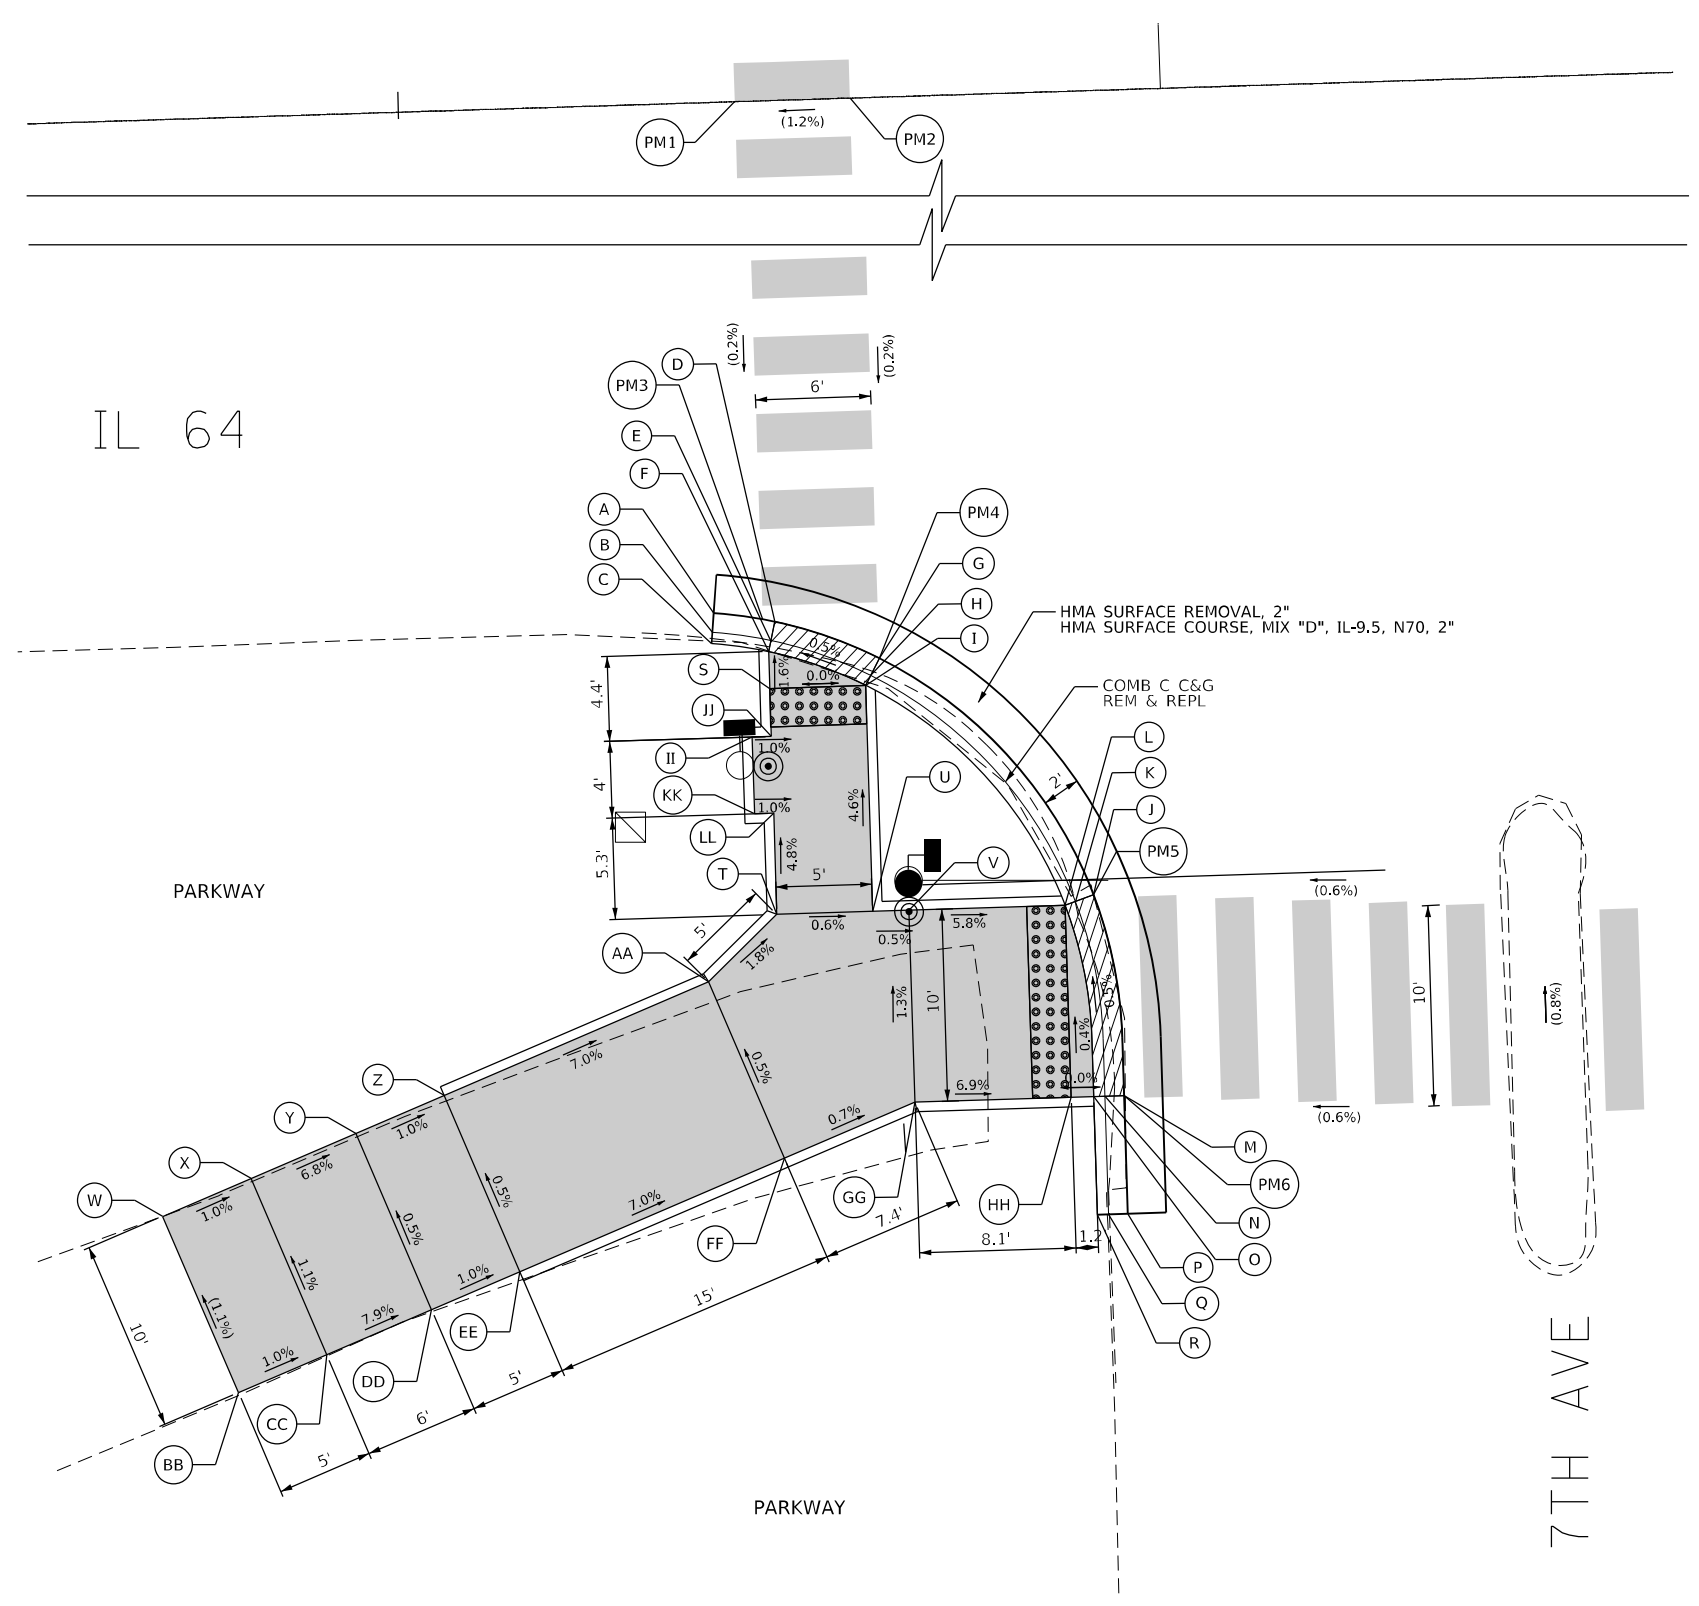 (1.2%)
PM1
PM2
(0.2%)
(0.2%)
D
PM3
6'
IL 64
E
F
A
B
C
PM4
G
H
I
HMA SURFACE REMOVAL, 2"
HMA SURFACE COURSE, MIX "D", IL-9.5, N70, 2"
0.5%
S
1.6%
0.0%
4.4'
COMB C C&G
REM & REPL
JJ
L
II
1.0%
K
U
4'
2'
KK
1.0%
4.6%
J
LL
PM5
4.8%
V
5.3'
T
5'
PARKWAY
(0.6%)
0.6%
5.8%
5'
0.5%
AA
1.8%
1.3%
10'
0.5%
10'
(0.8%)
0.4%
7.0%
0.5%
Z
6.9%
0.0%
Y
1.0%
0.7%
(0.6%)
M
X
6.8%
0.5%
PM6
W
1.0%
7.0%
GG
HH
7.4'
N
0.5%
FF
8.1'
1.2
O
1.1%
1.0%
P
(1.1%)
7.9%
Q
10'
15'
EE
R
1.0%
DD
5'
CC
6'
BB
5'
PARKWAY
7TH AVE